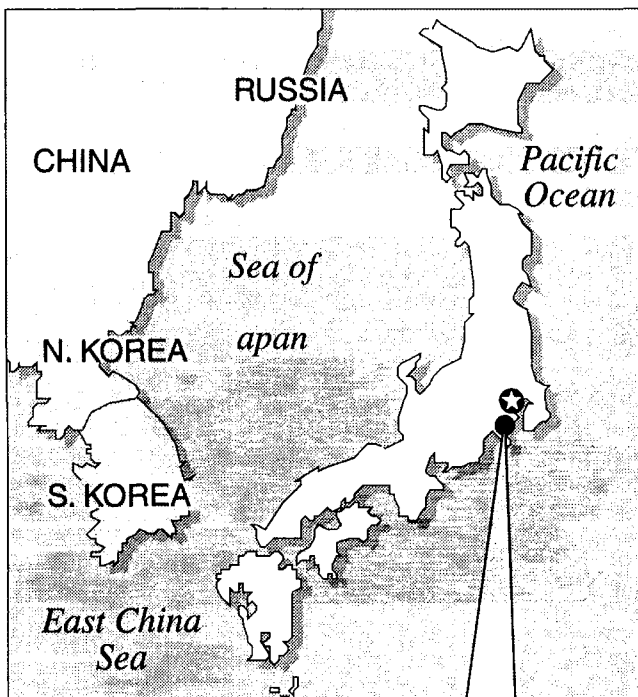 RUSSIA
CHINA
Pacific
Ocean
Sea of
apan
N. KOREA
S. KOREA
East China
Sea